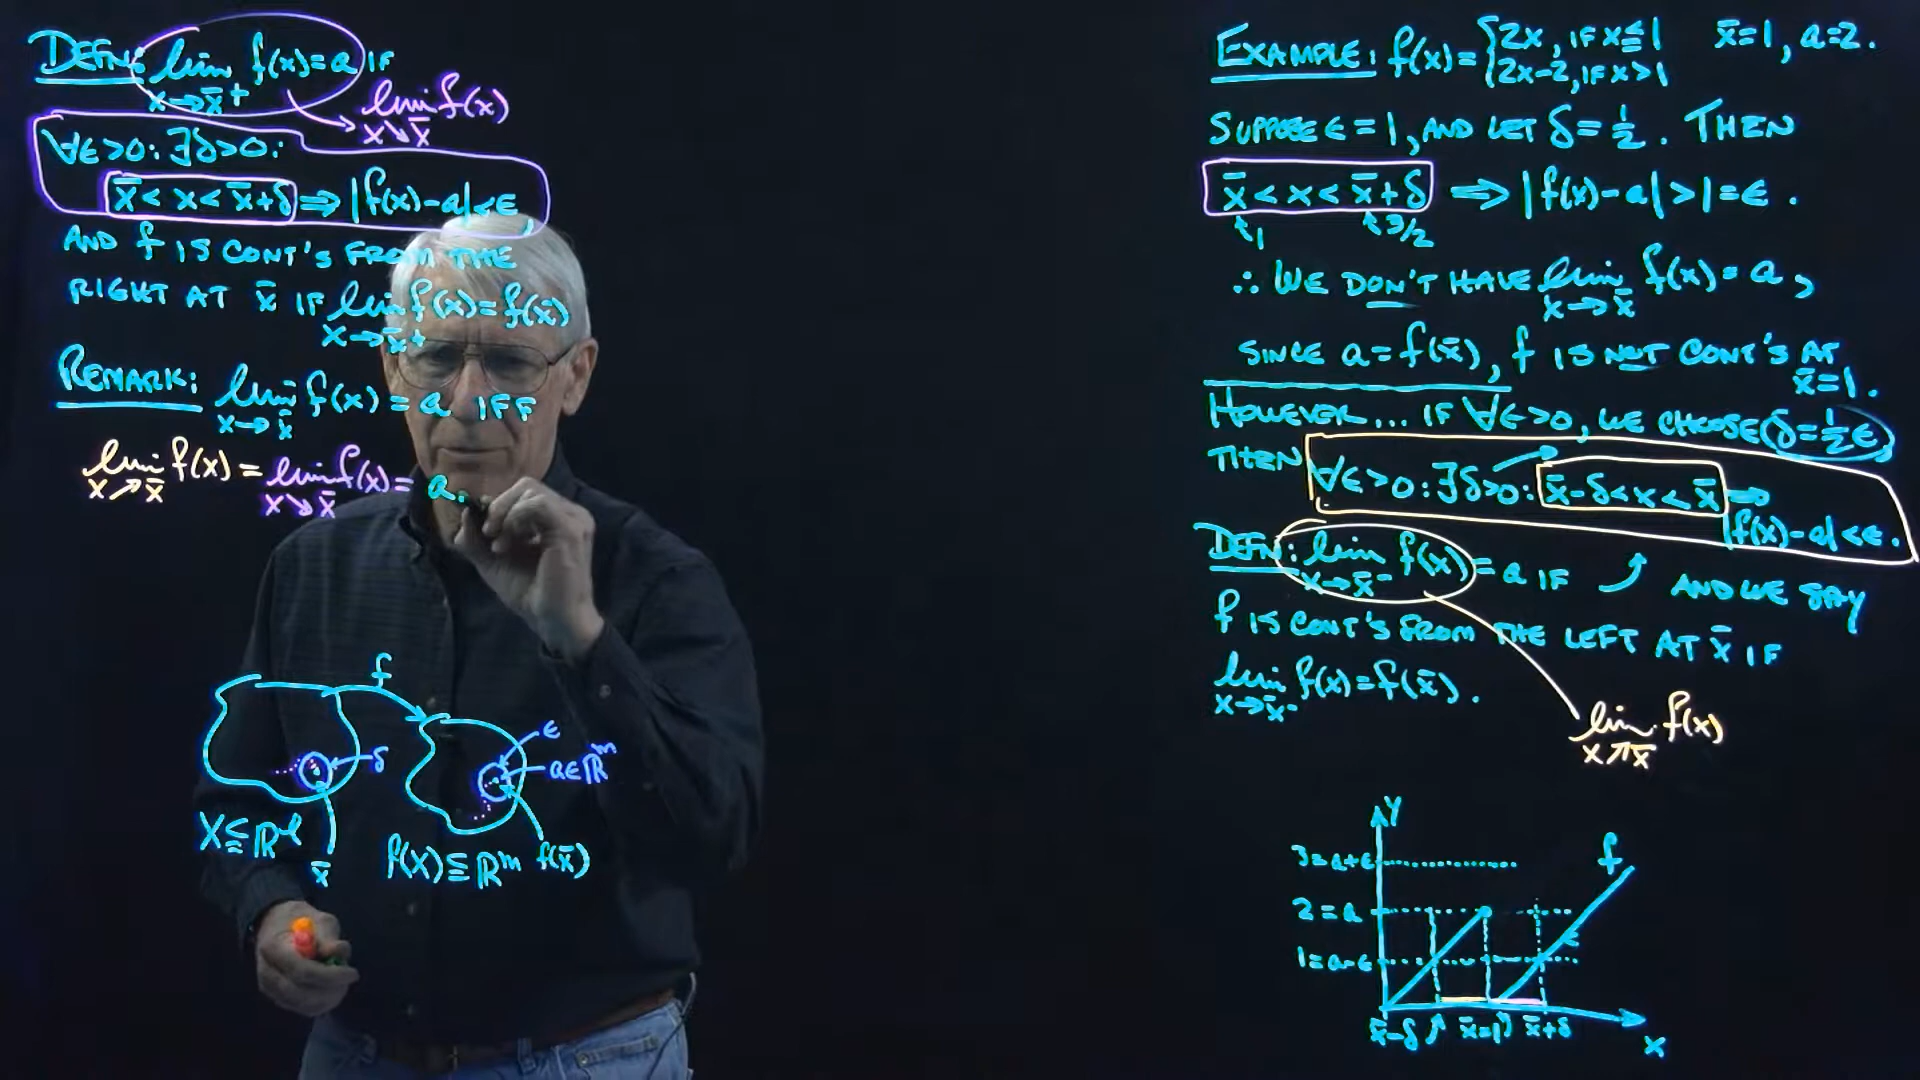 DEFN: lim f(x) = a IF
x→x̄⁺
lim f(x)
x↘x̄
∀ε>0: ∃δ>0:
x̄ < x < x̄+δ ⇒ |f(x)-a| < ε,
AND f IS CONT'S FROM THE
RIGHT AT x̄ IF lim f(x) = f(x̄)
x→x̄⁺
REMARK: lim f(x) = a IFF
x→x̄
lim f(x) = lim f(x) = a.
x↗x̄ x↘x̄
f
δ
ε
a∈ℝᵐ
X ⊆ ℝˡ
x̄
f(X) ⊆ ℝᵐ f(x̄)
EXAMPLE: f(x) = { 2x, IF x ≤ 1 x̄=1, a=2.
2x-2, IF x > 1
SUPPOSE ε = 1, AND LET δ = 1/2. THEN
x̄ < x < x̄+δ ⇒ |f(x)-a| > 1 = ε.
1 3/2
∴ WE DON'T HAVE lim f(x) = a,
x→x̄
SINCE a = f(x̄), f IS NOT CONT'S AT
x̄=1.
HOWEVER... IF ∀ε>0, WE CHOOSE δ=½ε,
THEN ∀ε>0: ∃δ>0: x̄-δ < x < x̄ ⇒
|f(x)-a| < ε.
DEFN: lim f(x) = a IF AND WE SAY
x→x̄⁻
f IS CONT'S FROM THE LEFT AT x̄ IF
lim f(x) = f(x̄).
x→x̄⁻
lim f(x)
x↗x̄
Y
3=a+ε
f
2=a
1=a-ε
x̄-δ x̄=1 x̄+δ
x